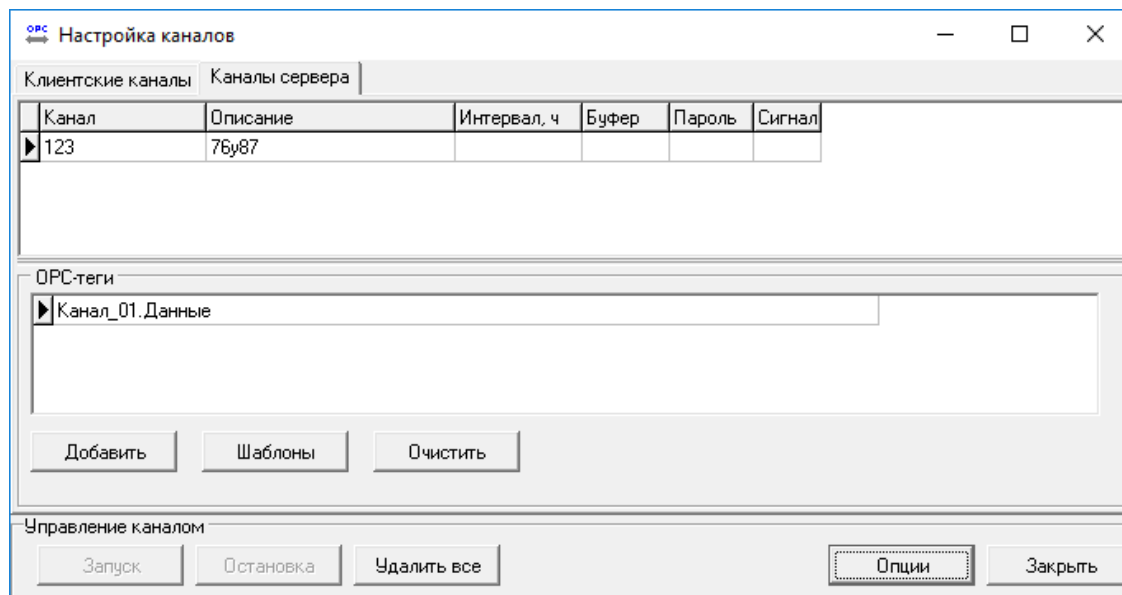 OPC Настройка каналов
Клиентские каналы Каналы сервера
Канал Описание Интервал, ч Буфер Пароль Сигнал
123 76y87
OPC-теги
Канал_01.Данные
Добавить Шаблоны Очистить
Управление каналом
Запуск Остановка Удалить все Опции Закрыть